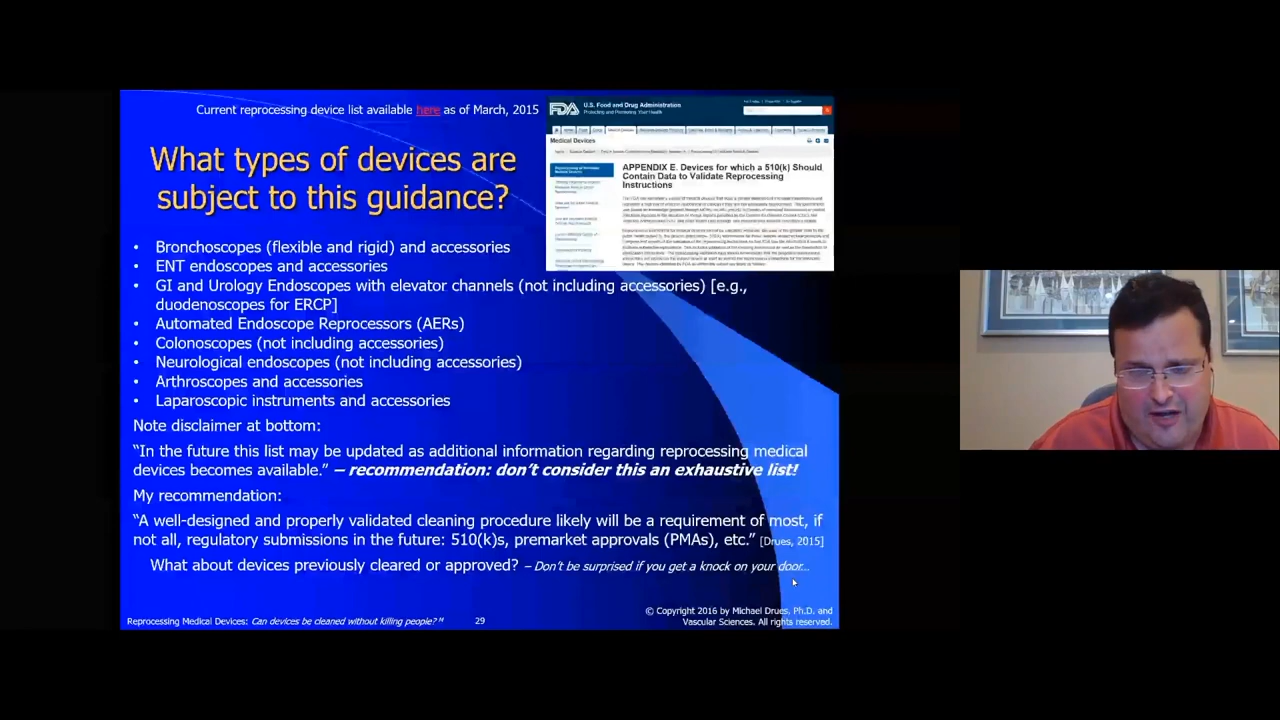 Current reprocessing device list available here as of March, 2015
FDA U.S. Food and Drug Administration
Protecting and Promoting Your Health
Medical Devices
APPENDIX E. Devices for which a 510(k) Should
Contain Data to Validate Reprocessing
Instructions
What types of devices are
subject to this guidance?
• Bronchoscopes (flexible and rigid) and accessories
• ENT endoscopes and accessories
• GI and Urology Endoscopes with elevator channels (not including accessories) [e.g.,
duodenoscopes for ERCP]
• Automated Endoscope Reprocessors (AERs)
• Colonoscopes (not including accessories)
• Neurological endoscopes (not including accessories)
• Arthroscopes and accessories
• Laparoscopic instruments and accessories
Note disclaimer at bottom:
“In the future this list may be updated as additional information regarding reprocessing medical
devices becomes available.” – recommendation: don’t consider this an exhaustive list!
My recommendation:
“A well-designed and properly validated cleaning procedure likely will be a requirement of most, if
not all, regulatory submissions in the future: 510(k)s, premarket approvals (PMAs), etc.” [Drues, 2015]
What about devices previously cleared or approved? – Don’t be surprised if you get a knock on your door…
Reprocessing Medical Devices: Can devices be cleaned without killing people?
29
© Copyright 2016 by Michael Drues, Ph.D. and
Vascular Sciences. All rights reserved.